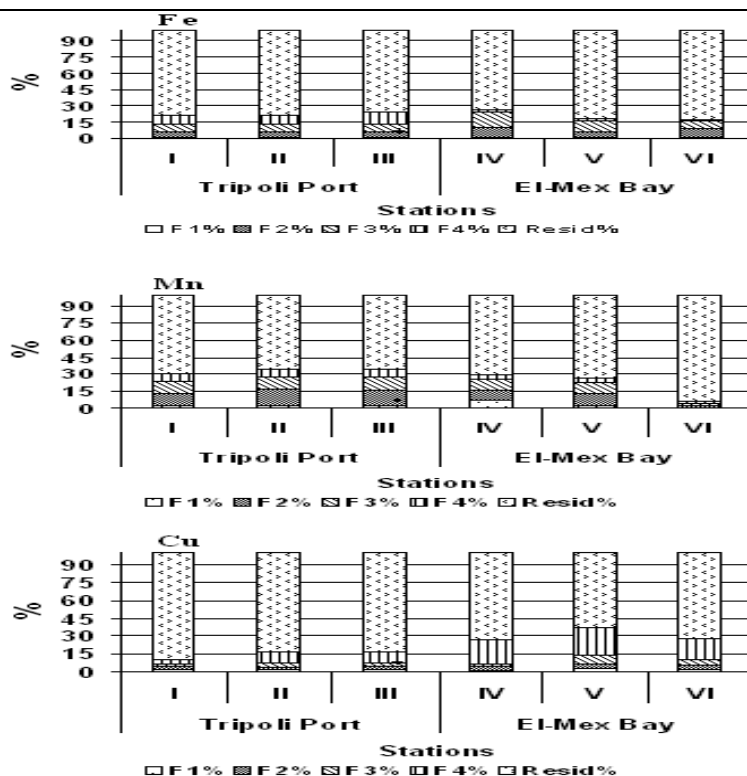 Fe
90
75
60
45
30
15
0
%
I II III IV V VI
Tripoli Port El-Mex Bay
Stations
F1% F2% F3% F4% Resid%
Mn
90
75
60
45
30
15
0
%
I II III IV V VI
Tripoli Port El-Mex Bay
Stations
F1% F2% F3% F4% Resid%
Cu
90
75
60
45
30
15
0
%
I II III IV V VI
Tripoli Port El-Mex Bay
Stations
F1% F2% F3% F4% Resid%